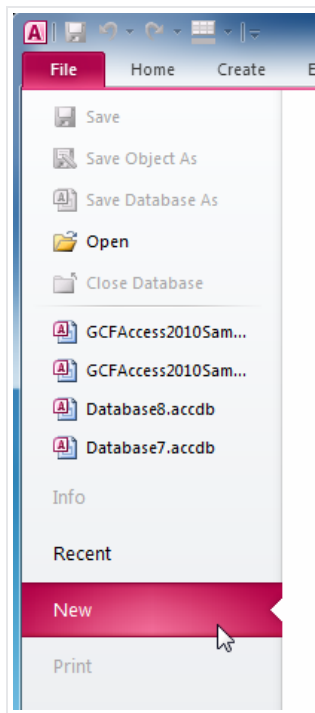 A
File Home Create E
Save
Save Object As
Save Database As
Open
Close Database
GCFAccess2010Sam...
GCFAccess2010Sam...
Database8.accdb
Database7.accdb
Info
Recent
New
Print